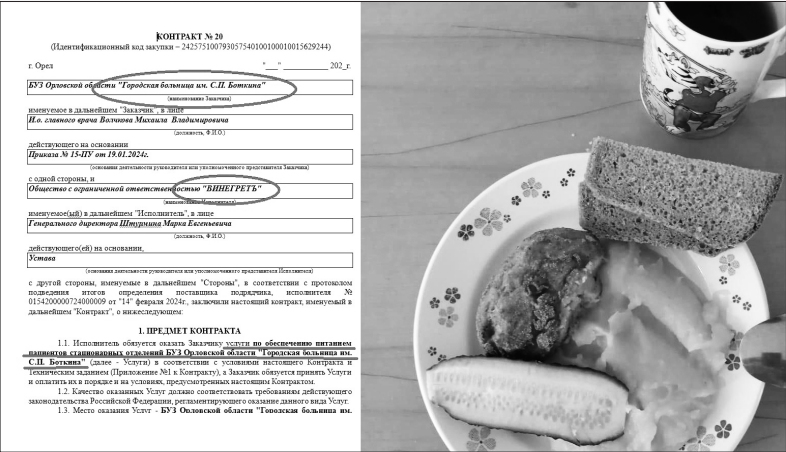 КОНТРАКТ № 20
(Идентификационный код закупки – 242575100793057540100100010015629244)
г. Орел "___" ____________ 202_г.
БУЗ Орловской области "Городская больница им. С.П. Боткина"
(наименование Заказчика)
именуемое в дальнейшем "Заказчик", в лице
И.о. главного врача Волчкова Михаила Владимировича
(должность, Ф.И.О.)
действующего на основании
Приказа № 15-ПУ от 19.01.2024г.
(основания деятельности руководителя или уполномоченного представителя Заказчика)
с одной стороны, и
Общество с ограниченной ответственностью "ВИНЕГРЕТЪ"
(наименование Исполнителя)
именуемое(ый) в дальнейшем "Исполнитель", в лице
Генерального директора Штурмина Марка Евгеньевича
(должность, Ф.И.О.)
действующего(ей) на основании,
Устава
(основания деятельности руководителя или уполномоченного представителя Исполнителя)
с другой стороны, именуемые в дальнейшем "Стороны", в соответствии с протоколом
подведения итогов определения поставщика подрядчика, исполнителя №
0154200000724000009 от "14" февраля 2024г., заключили настоящий контракт, именуемый в
дальнейшем "Контракт", о нижеследующем:
1. ПРЕДМЕТ КОНТРАКТА
1.1. Исполнитель обязуется оказать Заказчику услуги по обеспечению питанием
пациентов стационарных отделений БУЗ Орловской области "Городская больница им.
С.П. Боткина" (далее - Услуги) в соответствии с условиями настоящего Контракта и
Техническим заданием (Приложение №1 к Контракту), а Заказчик обязуется принять Услуги
и оплатить их в порядке и на условиях, предусмотренных настоящим Контрактом.
1.2. Качество оказанных Услуг должно соответствовать требованиям действующего
законодательства Российской Федерации, регламентирующего оказание данного вида Услуг.
1.3. Место оказания Услуг - БУЗ Орловской области "Городская больница им.